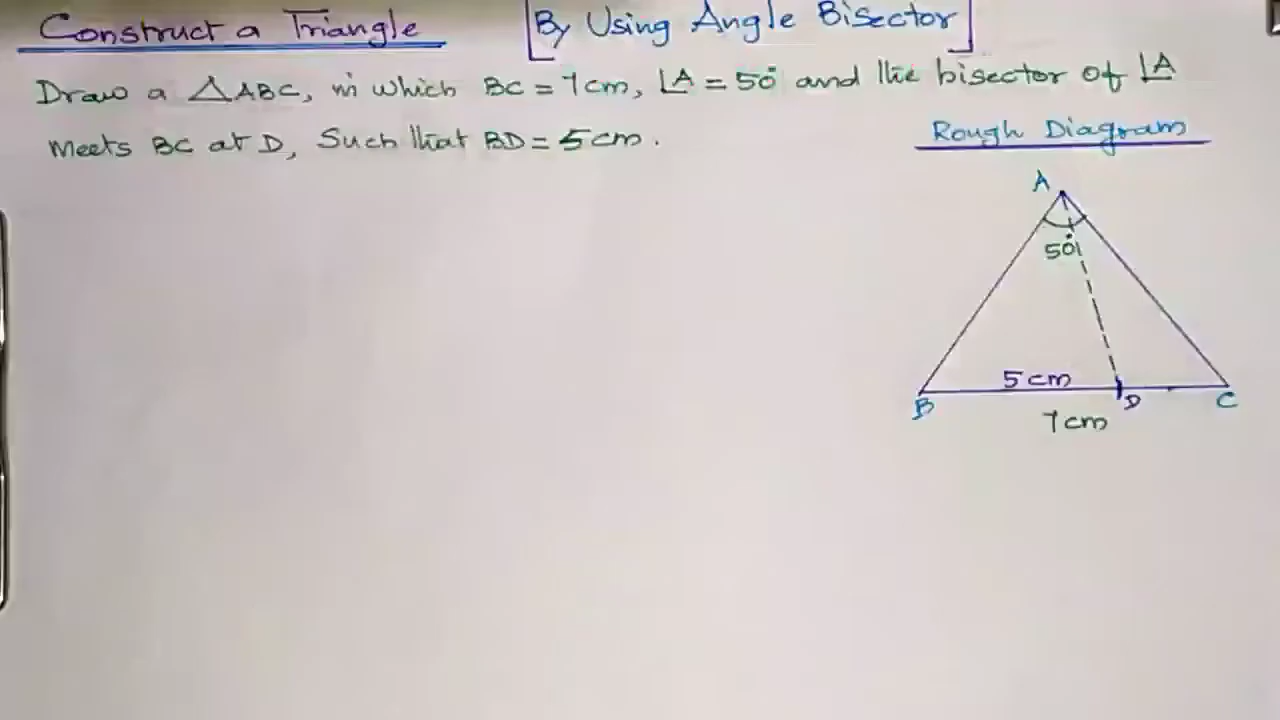 Construct a Triangle [By Using Angle Bisector]
Draw a △ABC, in which BC = 7cm, ∠A = 50° and the bisector of ∠A
Meets BC at D, Such that BD = 5cm.
Rough Diagram
A
50°
5cm
B D C
7cm